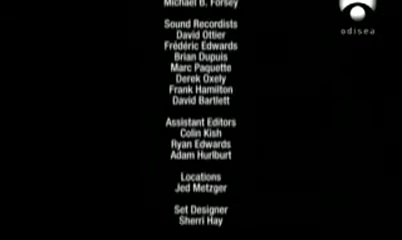 Michael B. Forsey
Sound Recordists
David Ottier
Frédéric Edwards
Brian Dupuis
Marc Paquette
Derek Oxely
Frank Hamilton
David Bartlett
Assistant Editors
Colin Kish
Ryan Edwards
Adam Hurlburt
Locations
Jed Metzger
Set Designer
Sherri Hay
odisea